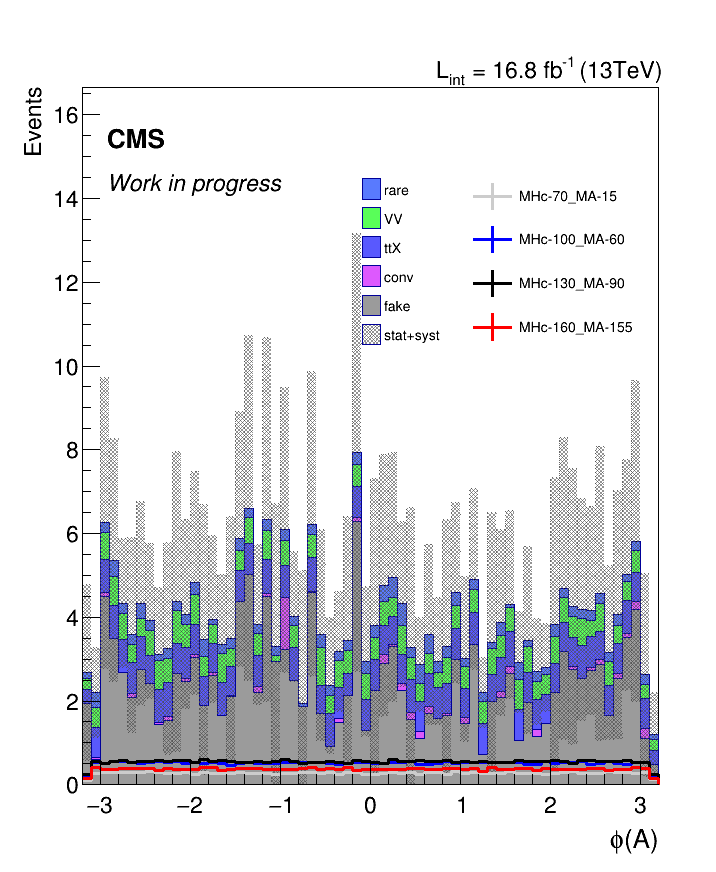 L_int = 16.8 fb^-1 (13TeV)
Events
CMS
Work in progress
rare
VV
ttX
conv
fake
stat+syst
MHc-70_MA-15
MHc-100_MA-60
MHc-130_MA-90
MHc-160_MA-155
16
14
12
10
8
6
4
2
0
−3 −2 −1 0 1 2 3
ϕ(A)